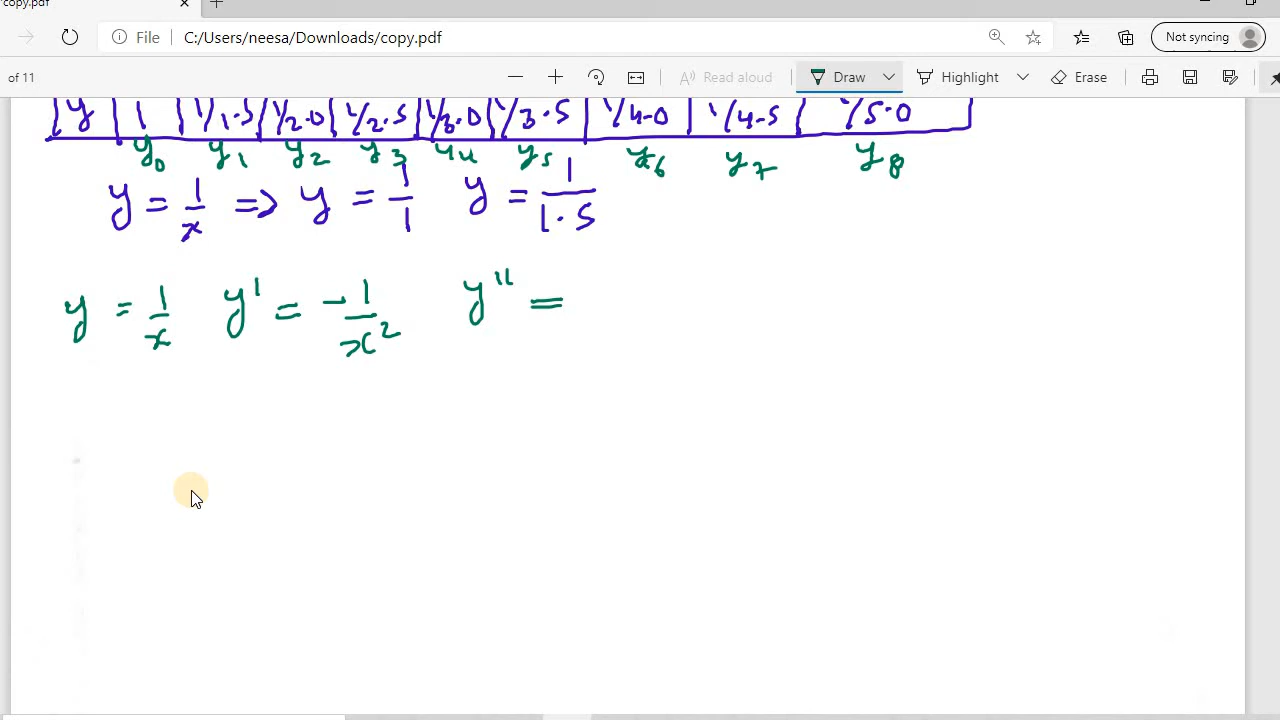 copy.pdf
File C:/Users/neesa/Downloads/copy.pdf Not syncing
of 11 Read aloud Draw Highlight Erase
y 1 1/1.5 1/2.0 1/2.5 1/3.0 1/3.5 1/4.0 1/4.5 1/5.0
y0 y1 y2 y3 y4 y5 y6 y7 y8
y = 1/x => y = 1/1 y = 1/1.5
y = 1/x y' = -1/x² y'' =